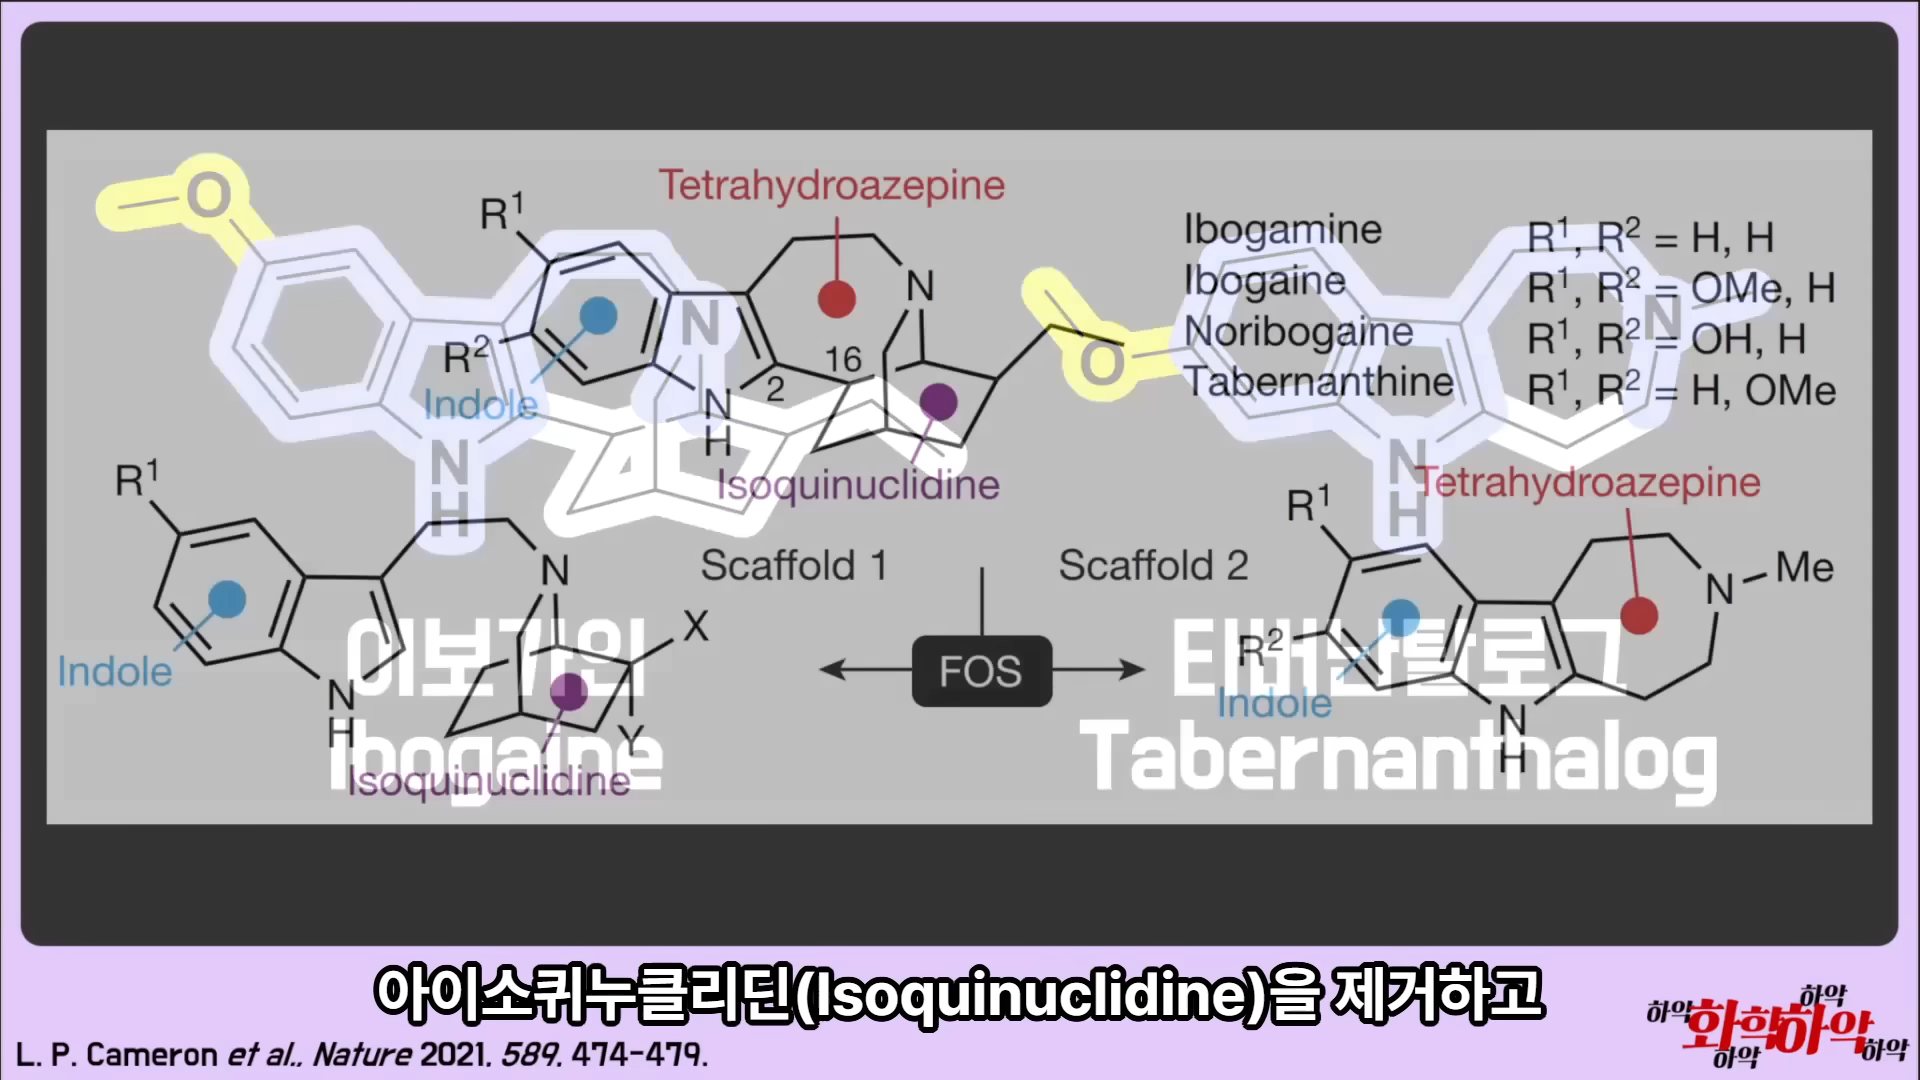 O
R¹
Tetrahydroazepine
N
R²
Indole
N
H
2
16
Isoquinuclidine
N
N
H
Ibogamine R¹, R² = H, H
Ibogaine R¹, R² = OMe, H
Noribogaine R¹, R² = OH, H
Tabernanthine R¹, R² = H, OMe
O
N
N
H
R¹
Indole
N
H
N
X
Y
Isoquinuclidine
Scaffold 1
Scaffold 2
FOS
R¹
R²
Indole
Tetrahydroazepine
N
Me
N
H
이보가인
Ibogaine
태버난탈로그
Tabernanthalog
아이소퀴누클리딘(Isoquinuclidine)을 제거하고
L. P. Cameron et al., Nature 2021, 589, 474-479.
하악
화학하악
하악
하악
하악